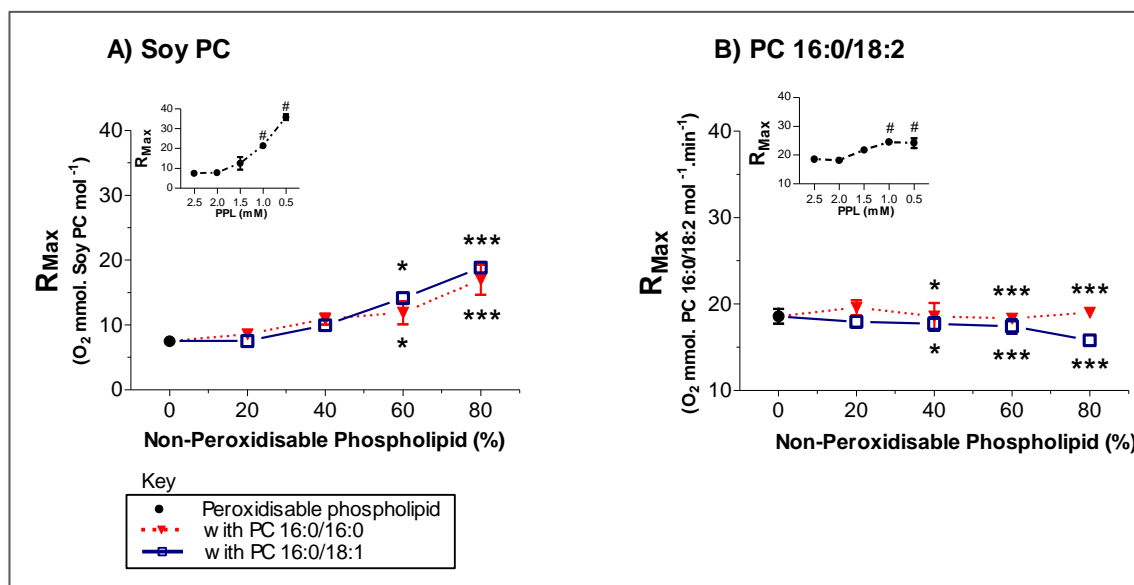 A) Soy PC
#
#
40
30
20
10
0
R_Max
2.5 2.0 1.5 1.0 0.5
PPL (mM)
40
30
20
10
0
R_Max
(O₂ mmol. Soy PC mol⁻¹)
*
***
*
***
0 20 40 60 80
Non-Peroxidisable Phospholipid (%)
B) PC 16:0/18:2
# #
40
30
20
10
R_Max
2.5 2.0 1.5 1.0 0.5
PPL (mM)
40
30
20
10
R_Max
(O₂ mmol. PC 16:0/18:2 mol⁻¹.min⁻¹)
* *** ***
* *** ***
0 20 40 60 80
Non-Peroxidisable Phospholipid (%)
Key
Peroxidisable phospholipid
with PC 16:0/16:0
with PC 16:0/18:1